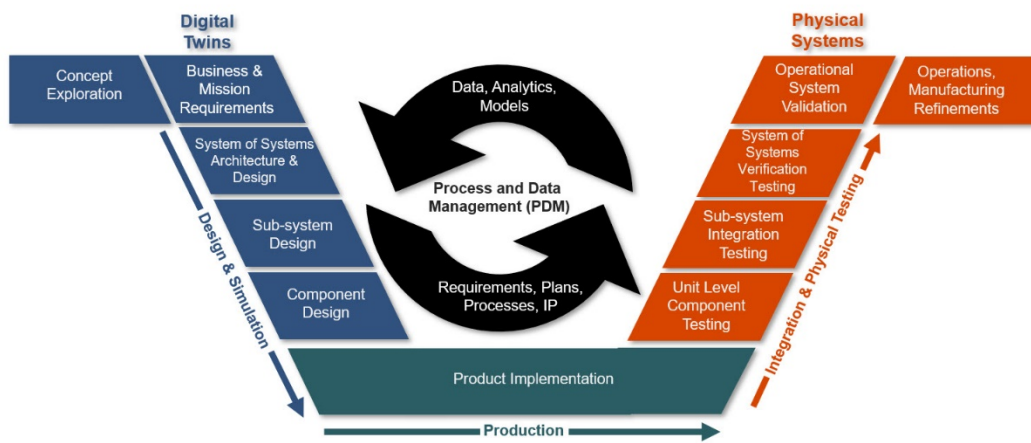 Digital
Twins
Physical
Systems
Concept
Exploration
Business &
Mission
Requirements
System of Systems
Architecture &
Design
Sub-system
Design
Component
Design
Design & Simulation
Data, Analytics,
Models
Process and Data
Management (PDM)
Requirements, Plans,
Processes, IP
Operational
System
Validation
Operations,
Manufacturing
Refinements
System of
Systems
Verification
Testing
Sub-system
Integration
Testing
Unit Level
Component
Testing
Integration & Physical Testing
Product Implementation
Production